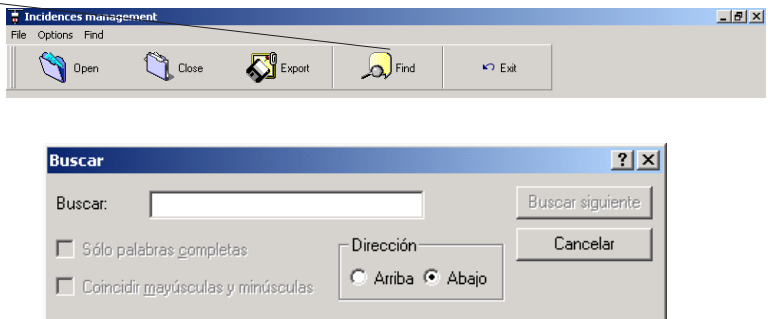 Incidences management
File Options Find
Open Close Export Find Exit
Buscar
Buscar: Buscar siguiente
Sólo palabras completas Dirección Cancelar
Arriba Abajo
Coincidir mayúsculas y minúsculas